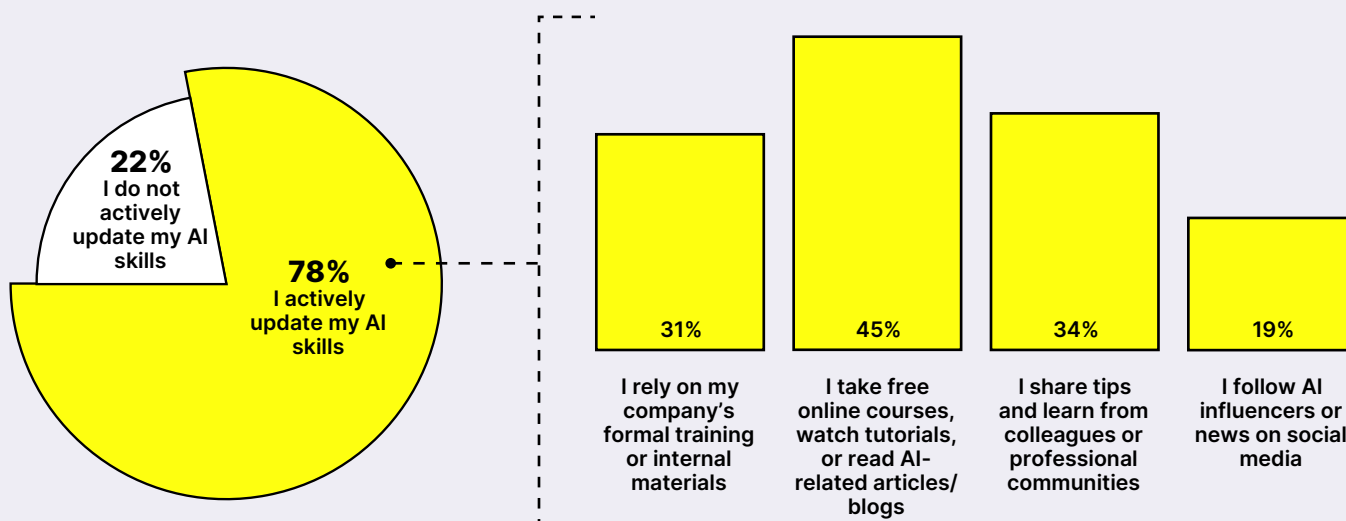 22%
I do not
actively
update my AI
skills
78%
I actively
update my AI
skills
31%
45%
34%
19%
I rely on my
company’s
formal training
or internal
materials
I take free
online courses,
watch tutorials,
or read AI-
related articles/
blogs
I share tips
and learn from
colleagues or
professional
communities
I follow AI
influencers or
news on social
media